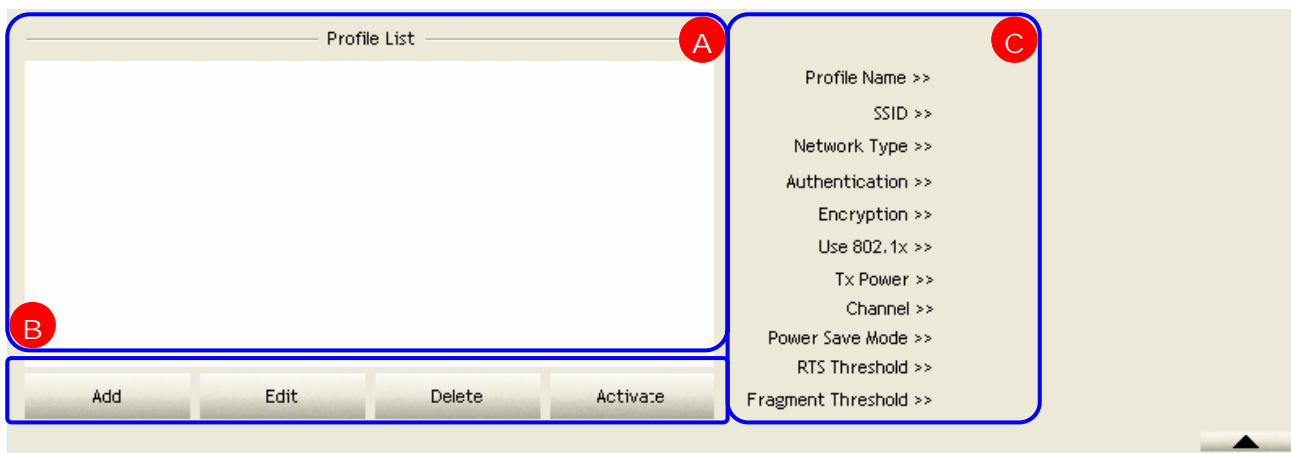 Profile List
A
B
Add Edit Delete Activate
C
Profile Name >>
SSID >>
Network Type >>
Authentication >>
Encryption >>
Use 802.1x >>
Tx Power >>
Channel >>
Power Save Mode >>
RTS Threshold >>
Fragment Threshold >>